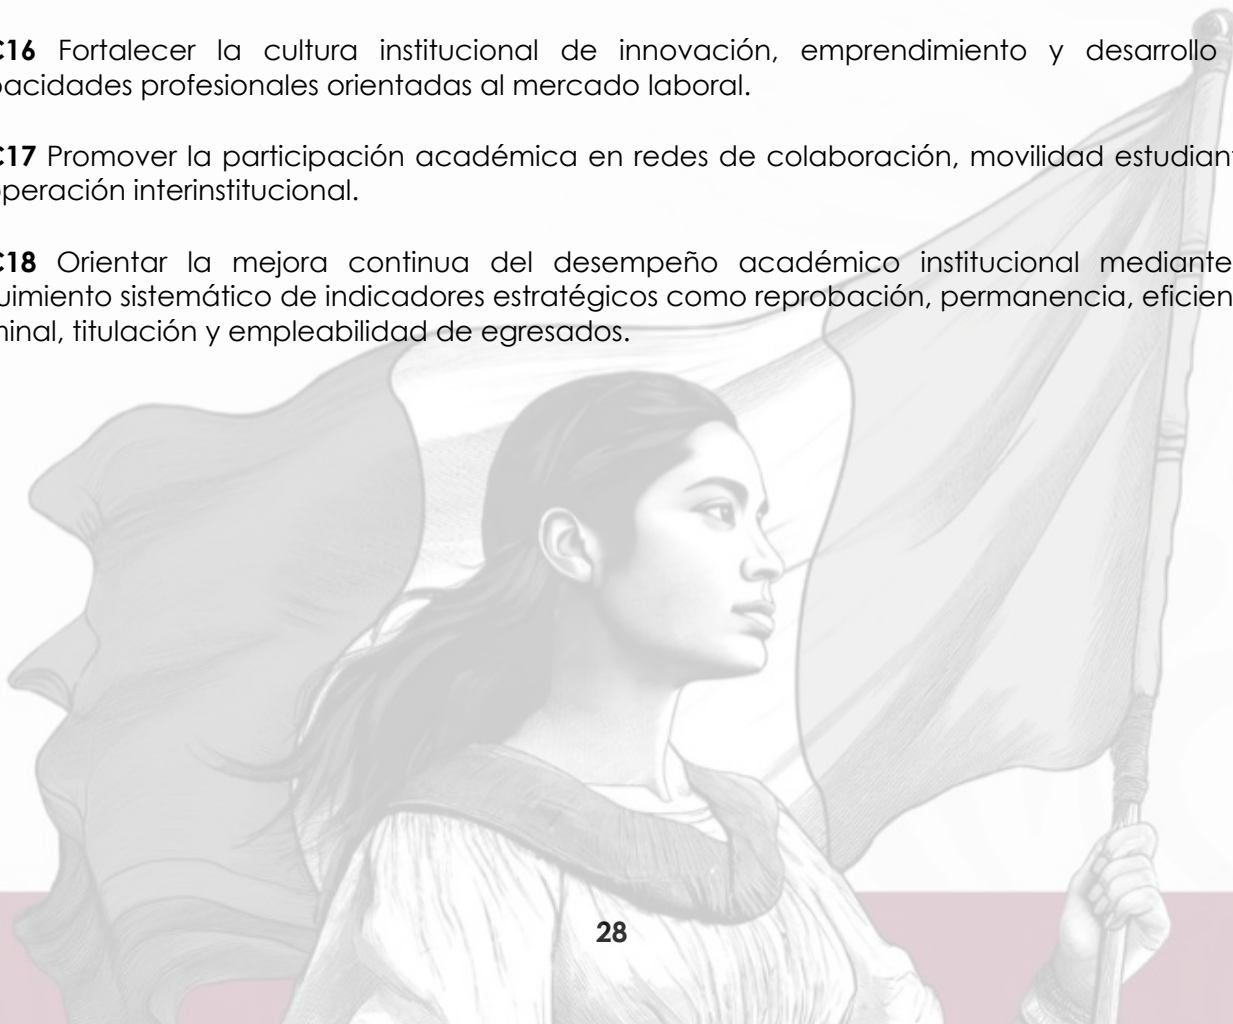 C16 Fortalecer la cultura institucional de innovación, emprendimiento y desarrollo
pacidades profesionales orientadas al mercado laboral.
C17 Promover la participación académica en redes de colaboración, movilidad estudiant
operación interinstitucional.
C18 Orientar la mejora continua del desempeño académico institucional mediante
uimiento sistemático de indicadores estratégicos como reprobación, permanencia, eficien
minal, titulación y empleabilidad de egresados.
28